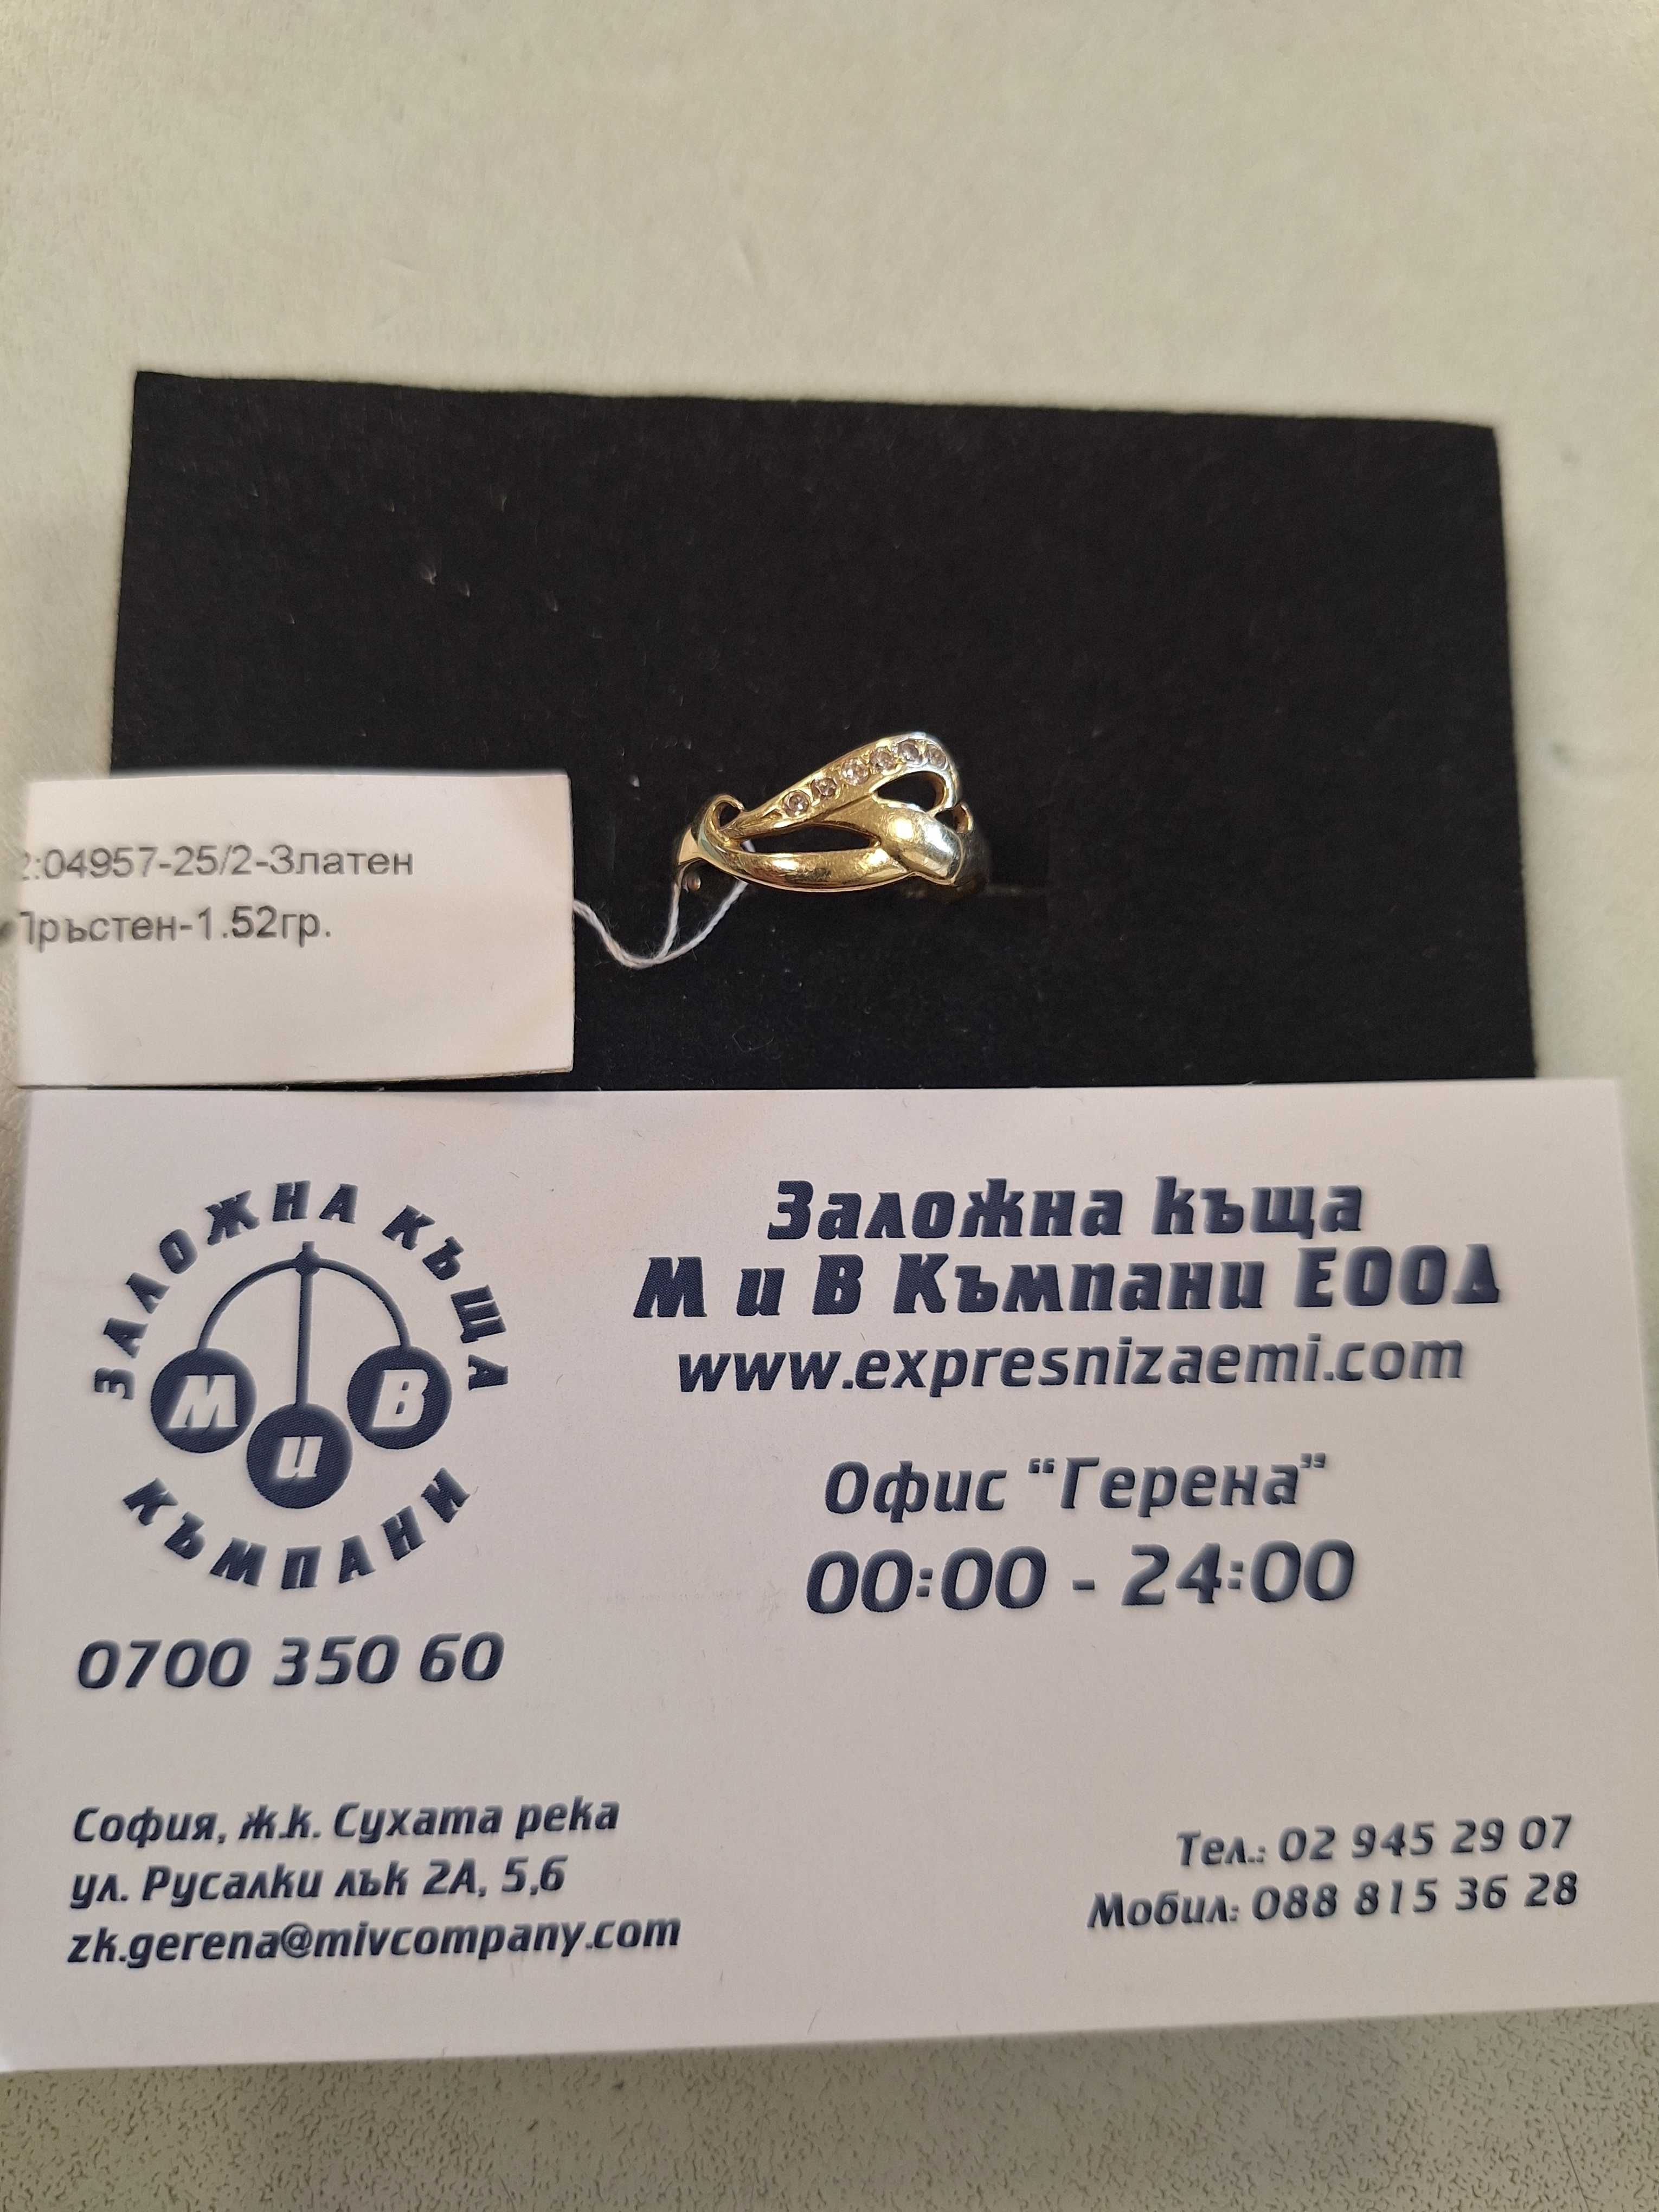 2:04957-25/2-Златен
Пръстен-1.52гр.
ЗАЛОЖНА КЪЩА
М и В
КЪМПАНИ
0700 350 60
Заложна къща
М и В Къмпани ЕООД
www.expresnizaemi.com
Офис “Герена”
00:00 - 24:00
София, ж.к. Сухата река
ул. Русалки лък 2А, 5,6
zk.gerena@mivcompany.com
Тел.: 02 945 29 07
Мобил: 088 815 36 28